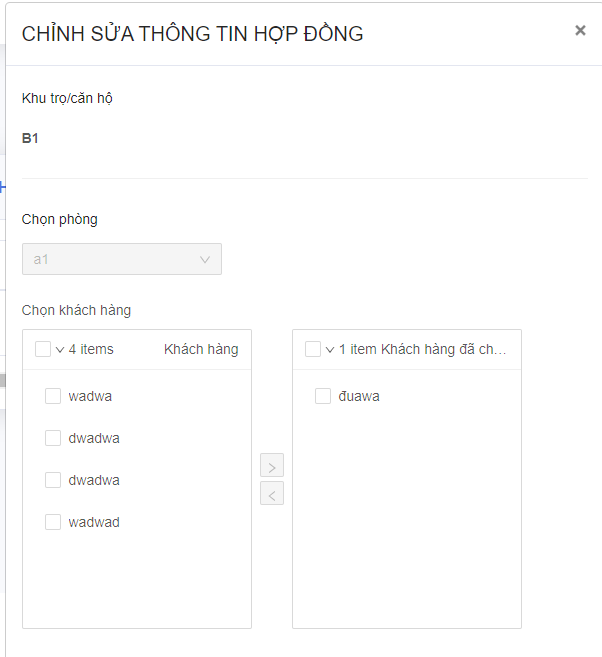 CHỈNH SỬA THÔNG TIN HỢP ĐỒNG
Khu trọ/căn hộ
B1
Chọn phòng
a1
Chọn khách hàng
4 items Khách hàng
wadwa
dwadwa
dwadwa
wadwad
1 item Khách hàng đã ch...
đuawa